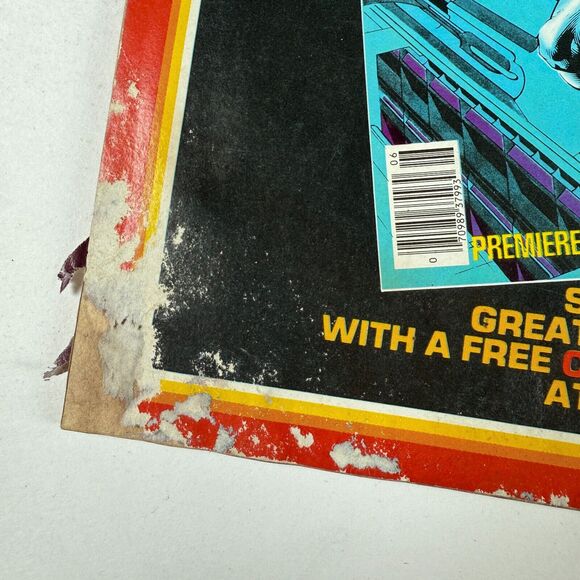 06
0 70989 37993
PREMIERE
S
GREAT
WITH A FREE C
AT